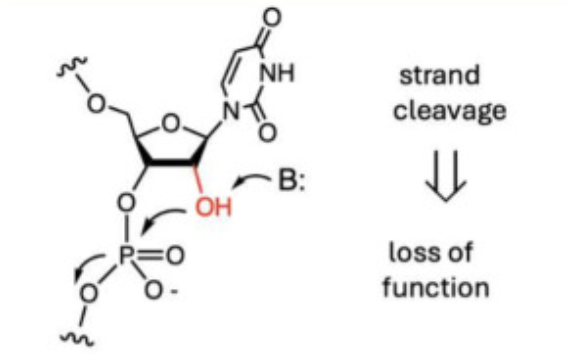 O
NH
N
O
O
O
strand
cleavage
B:
OH
O
P
O
O
O -
loss of
function